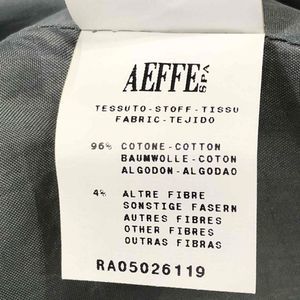 AEFFE SPA
TESSUTO-STOFF-TISSU
FABRIC-TEJIDO
96% COTONE-COTTON
BAUMWOLLE-COTON
ALGODON-ALGODAO
4% ALTRE FIBRE
SONSTIGE FASERN
AUTRES FIBRES
OTHER FIBRES
OUTRAS FIBRAS
RA05026119